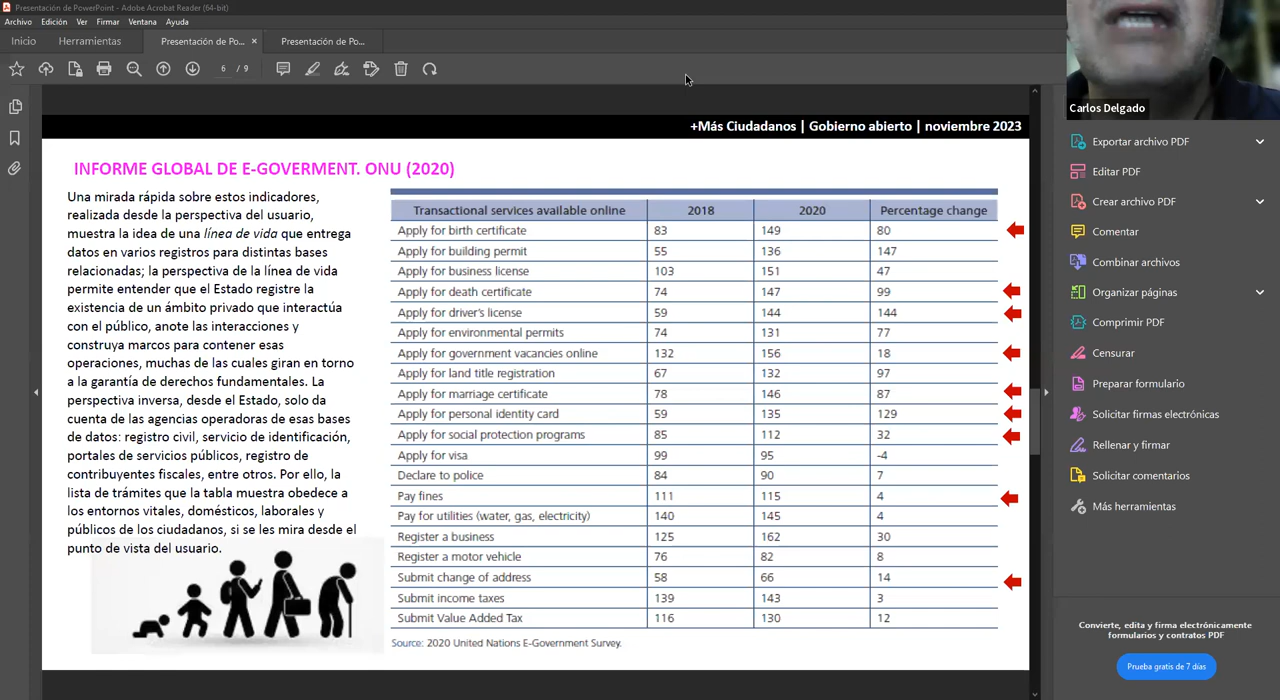 Presentación de PowerPoint - Adobe Acrobat Reader (64-bit)
Archivo Edición Ver Firmar Ventana Ayuda
Inicio Herramientas Presentación de Po... × Presentación de Po...
6 / 9
Carlos Delgado
+Más Ciudadanos | Gobierno abierto | noviembre 2023
INFORME GLOBAL DE E-GOVERMENT. ONU (2020)
Una mirada rápida sobre estos indicadores,
realizada desde la perspectiva del usuario,
muestra la idea de una línea de vida que entrega
datos en varios registros para distintas bases
relacionadas; la perspectiva de la línea de vida
permite entender que el Estado registre la
existencia de un ámbito privado que interactúa
con el público, anote las interacciones y
construya marcos para contener esas
operaciones, muchas de las cuales giran en torno
a la garantía de derechos fundamentales. La
perspectiva inversa, desde el Estado, solo da
cuenta de las agencias operadoras de esas bases
de datos: registro civil, servicio de identificación,
portales de servicios públicos, registro de
contribuyentes fiscales, entre otros. Por ello, la
lista de trámites que la tabla muestra obedece a
los entornos vitales, domésticos, laborales y
públicos de los ciudadanos, si se les mira desde el
punto de vista del usuario.
Transactional services available online 2018 2020 Percentage change
Apply for birth certificate 83 149 80
Apply for building permit 55 136 147
Apply for business license 103 151 47
Apply for death certificate 74 147 99
Apply for driver's license 59 144 144
Apply for environmental permits 74 131 77
Apply for government vacancies online 132 156 18
Apply for land title registration 67 132 97
Apply for marriage certificate 78 146 87
Apply for personal identity card 59 135 129
Apply for social protection programs 85 112 32
Apply for visa 99 95 -4
Declare to police 84 90 7
Pay fines 111 115 4
Pay for utilities (water, gas, electricity) 140 145 4
Register a business 125 162 30
Register a motor vehicle 76 82 8
Submit change of address 58 66 14
Submit income taxes 139 143 3
Submit Value Added Tax 116 130 12
Source: 2020 United Nations E-Government Survey.
Exportar archivo PDF
Editar PDF
Crear archivo PDF
Comentar
Combinar archivos
Organizar páginas
Comprimir PDF
Censurar
Preparar formulario
Solicitar firmas electrónicas
Rellenar y firmar
Solicitar comentarios
Más herramientas
Convierte, edita y firma electrónicamente
formularios y contratos PDF
Prueba gratis de 7 días